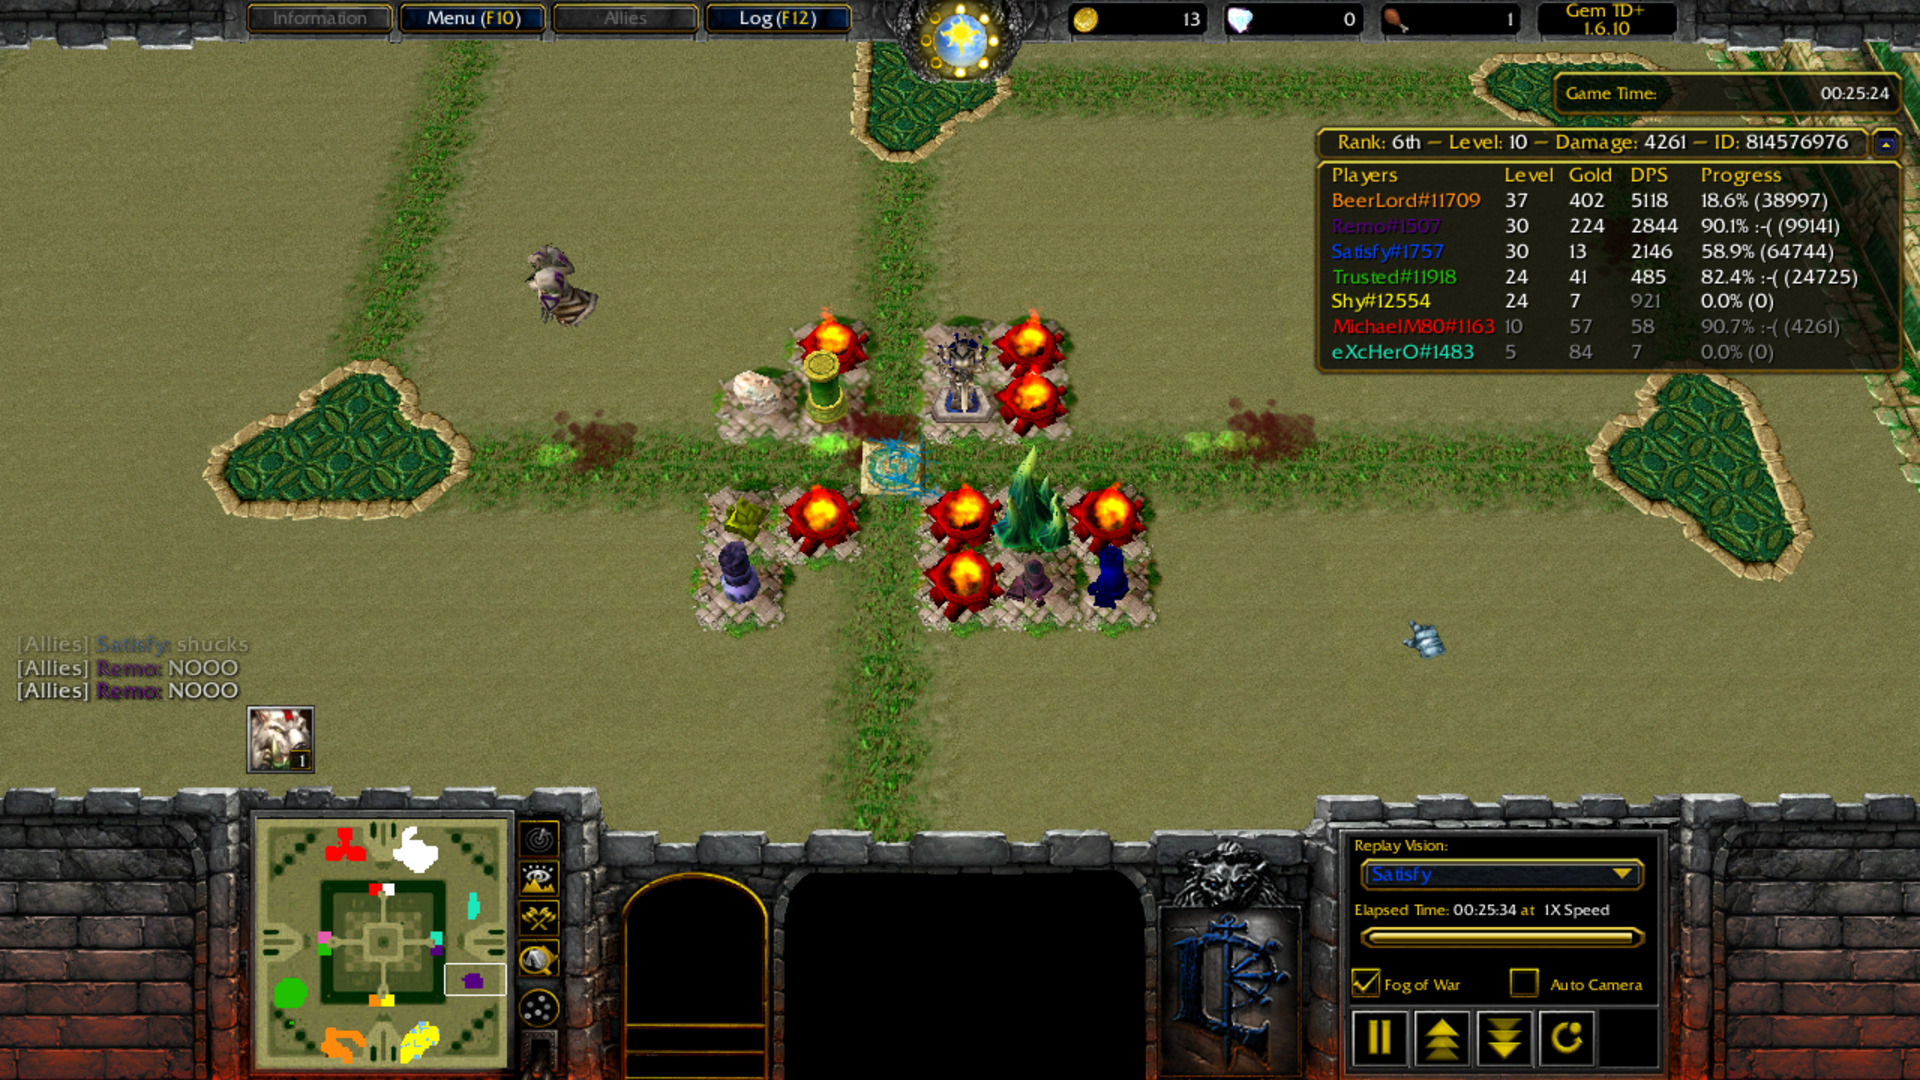 Information Menu (F10) Allies Log (F12) 13 0 1 Gem TD+
1.6.10
Game Time: 00:25:24
Rank: 6th – Level: 10 – Damage: 4261 – ID: 814576976
Players Level Gold DPS Progress
BeerLord#11709 37 402 5118 18.6% (38997)
Remo#1507 30 224 2844 90.1% :-( (99141)
Satisfy#1757 30 13 2146 58.9% (64744)
Trusted#11918 24 41 485 82.4% :-( (24725)
Shy#12554 24 7 921 0.0% (0)
MichaelM80#1163 10 57 58 90.7% :-( (4261)
eXcHerO#1483 5 84 7 0.0% (0)
[Allies] Satisfy: shucks
[Allies] Remo: NOOO
[Allies] Remo: NOOO
1
Replay Vision:
Satisfy
Elapsed Time: 00:25:34 at 1X Speed
Fog of War Auto Camera